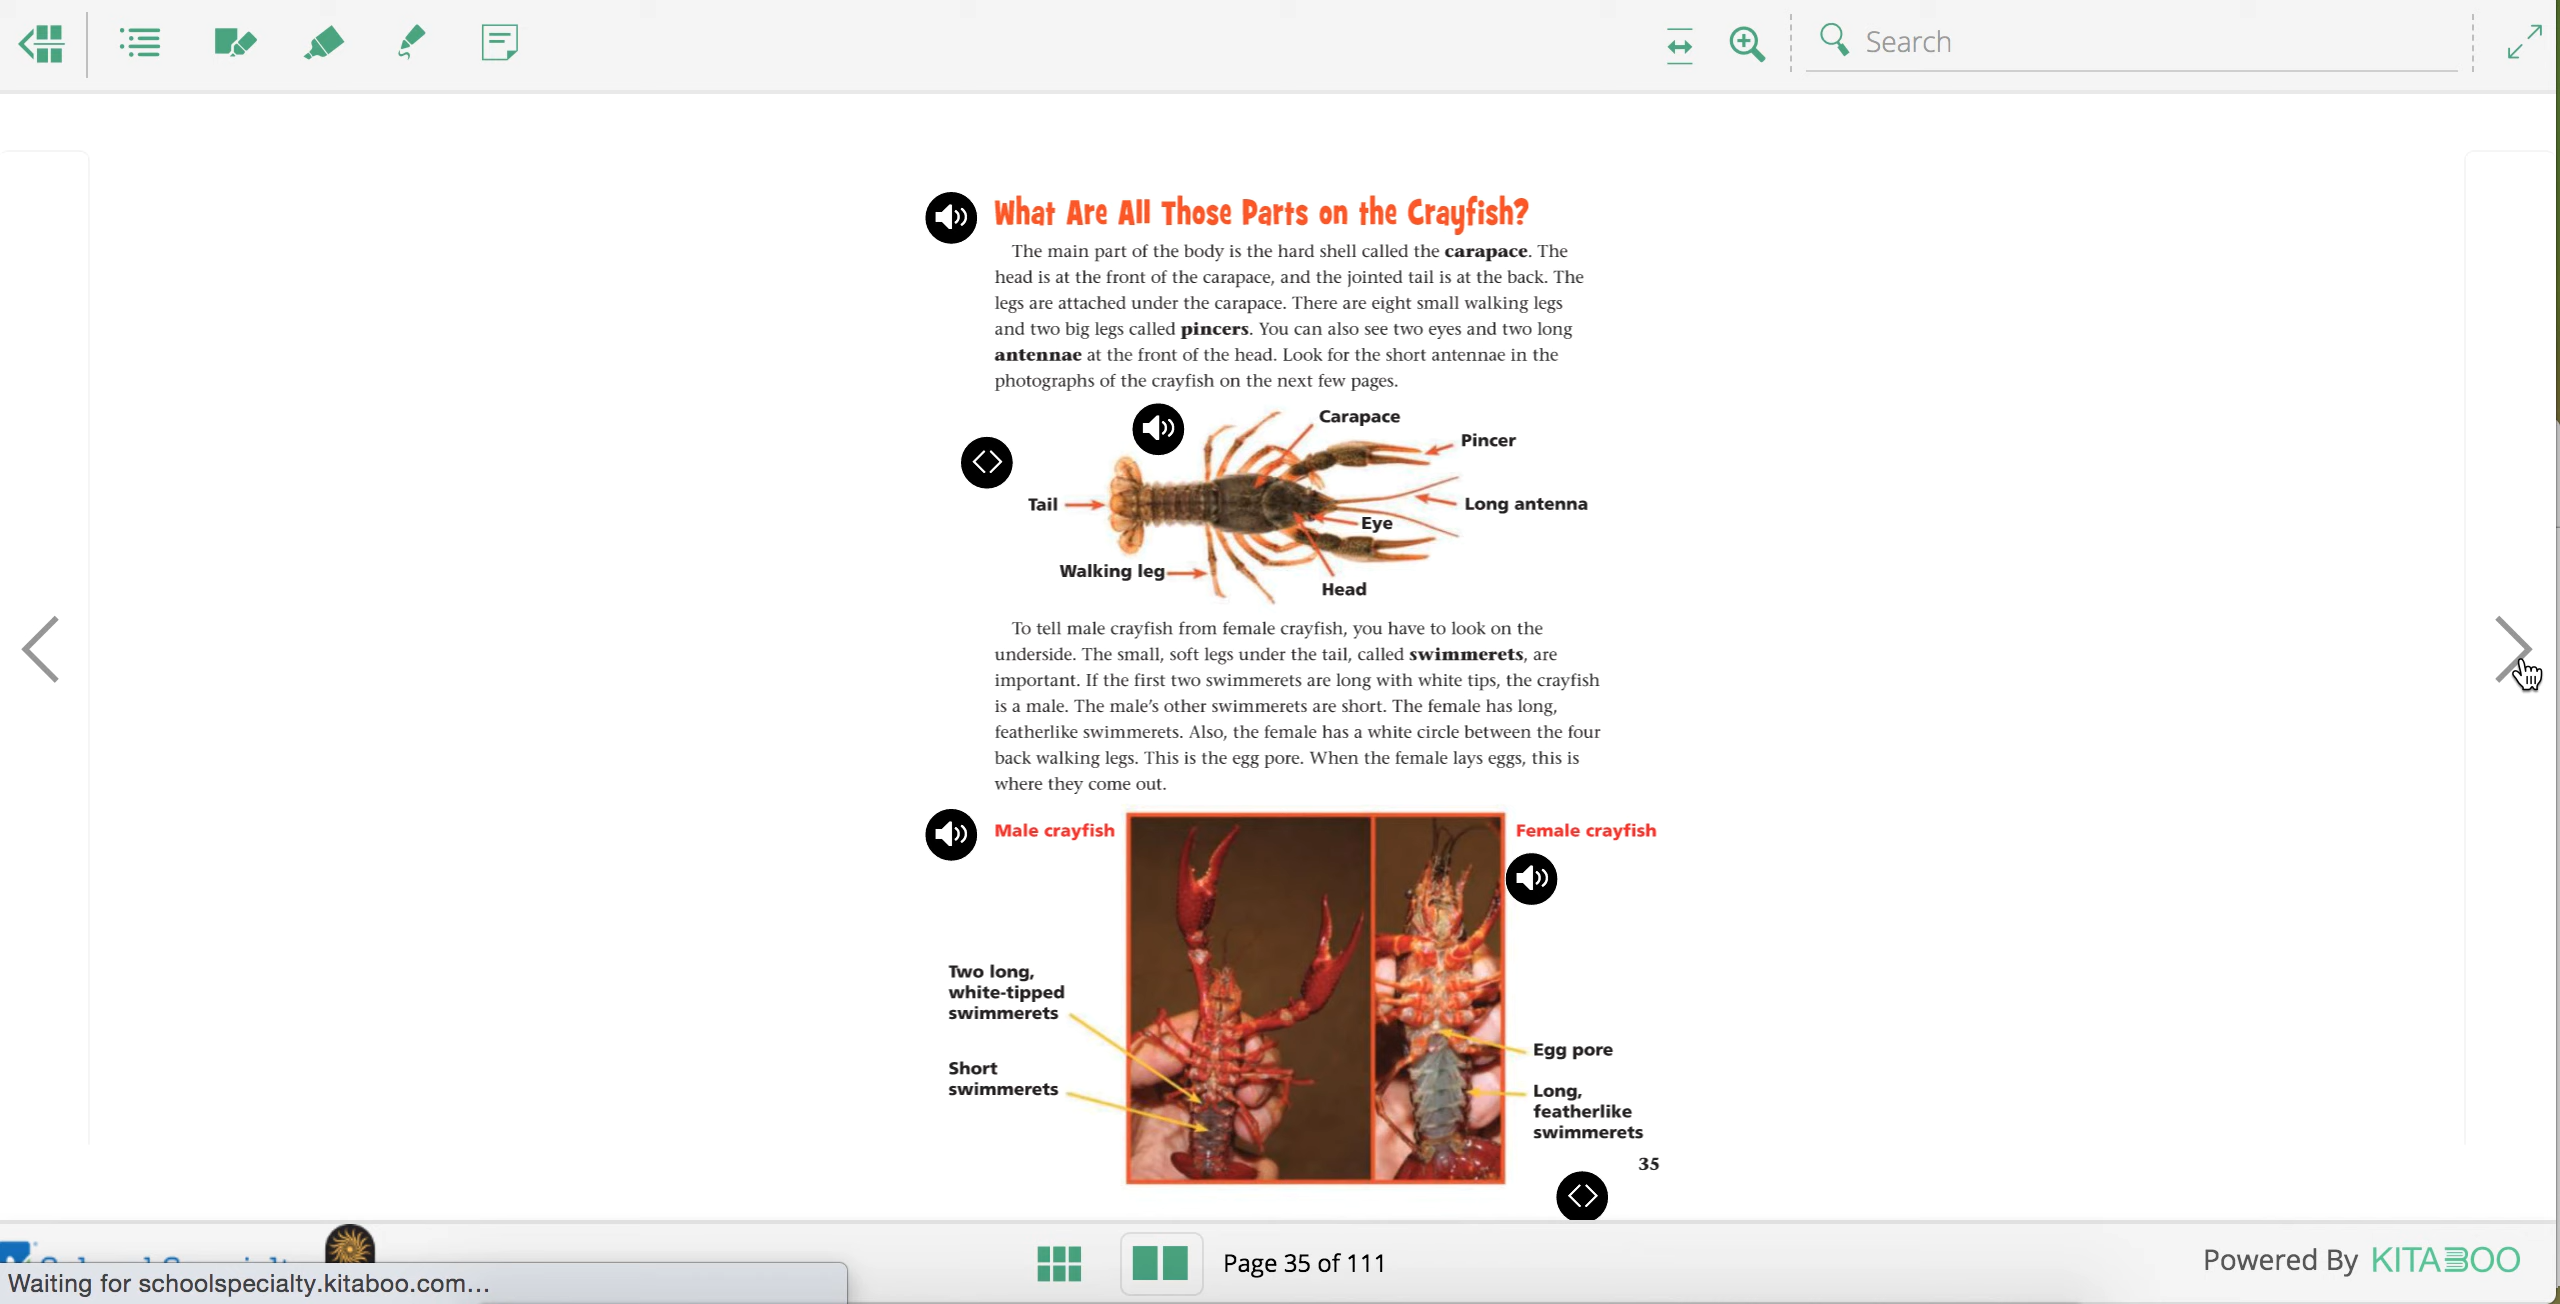 Search
What Are All Those Parts on the Crayfish?
The main part of the body is the hard shell called the carapace. The
head is at the front of the carapace, and the jointed tail is at the back. The
legs are attached under the carapace. There are eight small walking legs
and two big legs called pincers. You can also see two eyes and two long
antennae at the front of the head. Look for the short antennae in the
photographs of the crayfish on the next few pages.
Carapace
Pincer
Tail
Long antenna
Eye
Walking leg
Head
To tell male crayfish from female crayfish, you have to look on the
underside. The small, soft legs under the tail, called swimmerets, are
important. If the first two swimmerets are long with white tips, the crayfish
is a male. The male's other swimmerets are short. The female has long,
featherlike swimmerets. Also, the female has a white circle between the four
back walking legs. This is the egg pore. When the female lays eggs, this is
where they come out.
Male crayfish
Female crayfish
Two long,
white-tipped
swimmerets
Short
swimmerets
Egg pore
Long,
featherlike
swimmerets
35
Page 35 of 111
Powered By KITABOO
Waiting for schoolspecialty.kitaboo.com...